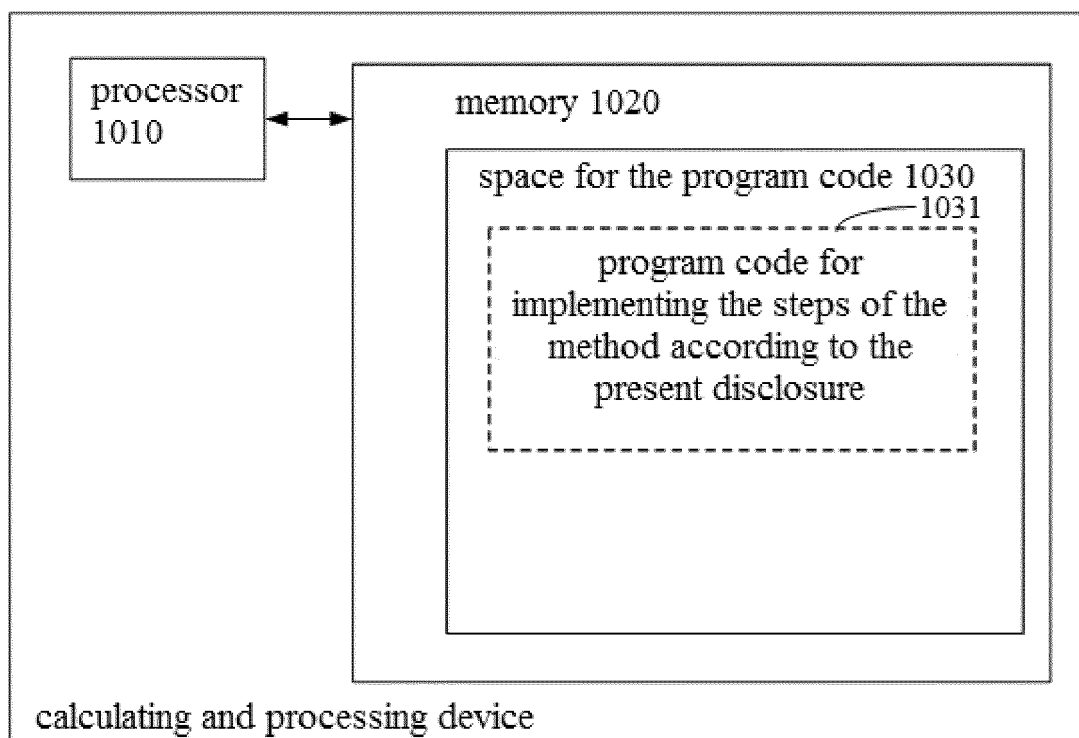 processor
1010
memory 1020
space for the program code 1030
1031
program code for
implementing the steps of the
method according to the
present disclosure
calculating and processing device